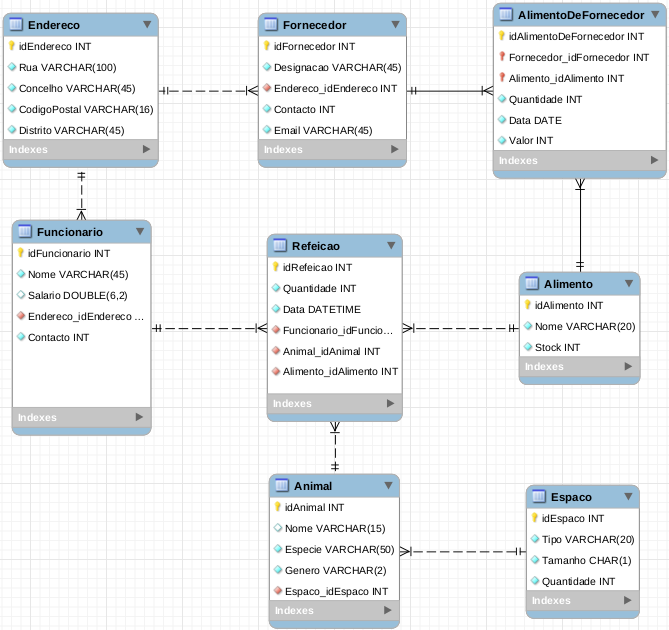 Endereco
idEndereco INT
Rua VARCHAR(100)
Concelho VARCHAR(45)
CodigoPostal VARCHAR(16)
Distrito VARCHAR(45)
Indexes
Fornecedor
idFornecedor INT
Designacao VARCHAR(45)
Endereco_idEndereco INT
Contacto INT
Email VARCHAR(45)
Indexes
AlimentoDeFornecedor
idAlimentoDeFornecedor INT
Fornecedor_idFornecedor INT
Alimento_idAlimento INT
Quantidade INT
Data DATE
Valor INT
Indexes
Funcionario
idFuncionario INT
Nome VARCHAR(45)
Salario DOUBLE(6,2)
Endereco_idEndereco ...
Contacto INT
Indexes
Refeicao
idRefeicao INT
Quantidade INT
Data DATETIME
Funcionario_idFuncio...
Animal_idAnimal INT
Alimento_idAlimento INT
Indexes
Alimento
idAlimento INT
Nome VARCHAR(20)
Stock INT
Indexes
Animal
idAnimal INT
Nome VARCHAR(15)
Especie VARCHAR(50)
Genero VARCHAR(2)
Espaco_idEspaco INT
Indexes
Espaco
idEspaco INT
Tipo VARCHAR(20)
Tamanho CHAR(1)
Quantidade INT
Indexes